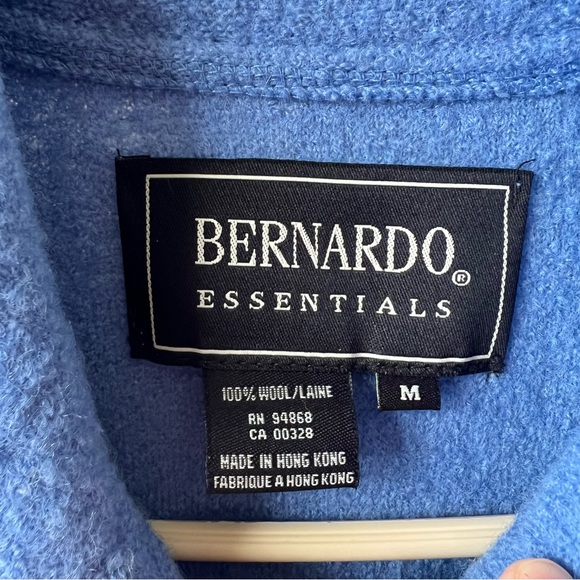 BERNARDO®
ESSENTIALS
100% WOOL/LAINE
RN 94868
CA 00328
MADE IN HONG KONG
FABRIQUE A HONG KONG
M